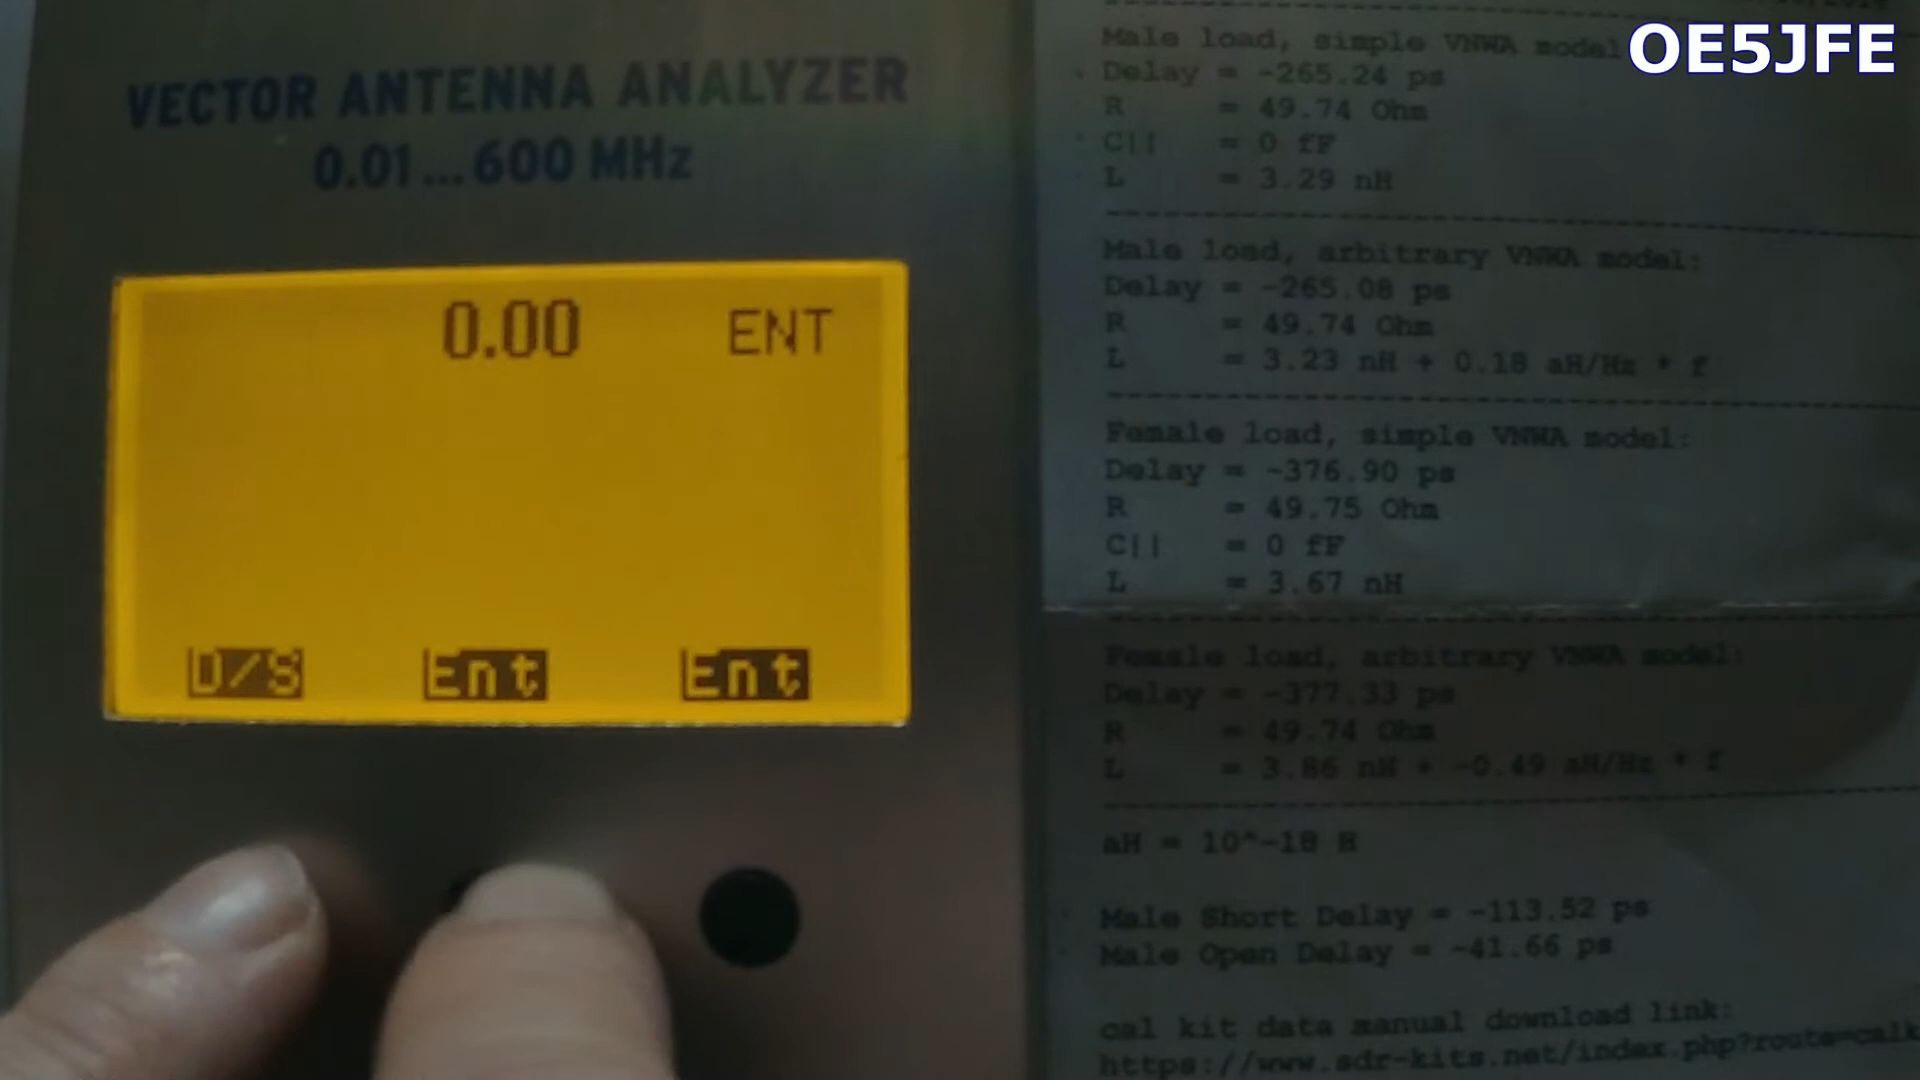 OE5JFE
VECTOR ANTENNA ANALYZER
0.01...600 MHz
0.00 ENT
D/S Ent Ent
Male load, simple VNWA model
Delay = -265.24 ps
R = 49.74 Ohm
C|| = 0 fF
L = 3.29 nH
Male load, arbitrary VNWA model:
Delay = -265.08 ps
R = 49.74 Ohm
L = 3.23 nH + 0.18 aH/Hz * f
Female load, simple VNWA model:
Delay = -376.90 ps
R = 49.75 Ohm
C|| = 0 fF
L = 3.67 nH
Female load, arbitrary VNWA model:
Delay = -377.33 ps
R = 49.74 Ohm
L = 3.86 nH + -0.49 aH/Hz * f
aH = 10^-18 H
Male Short Delay = -113.52 ps
Male Open Delay = -41.66 ps
cal kit data manual download link:
https://www.sdr-kits.net/index.php?route=calk